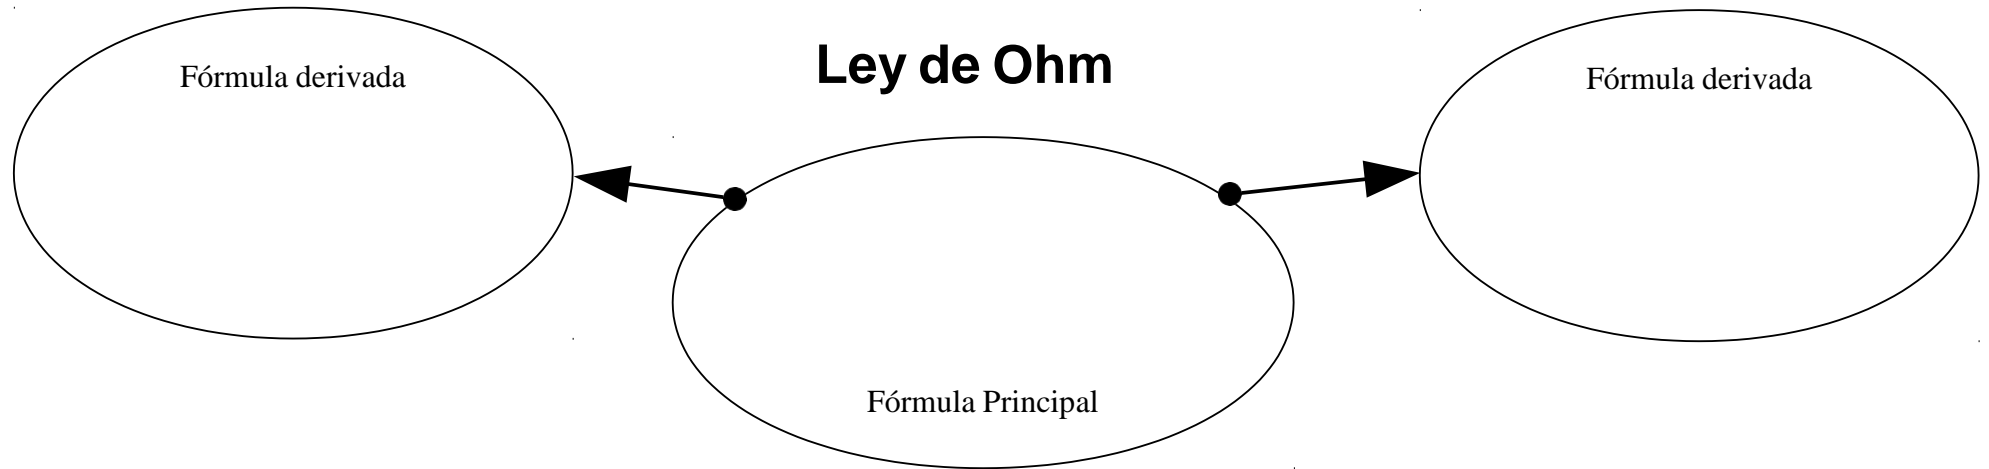 Ley de Ohm
Fórmula derivada
Fórmula derivada
Fórmula Principal